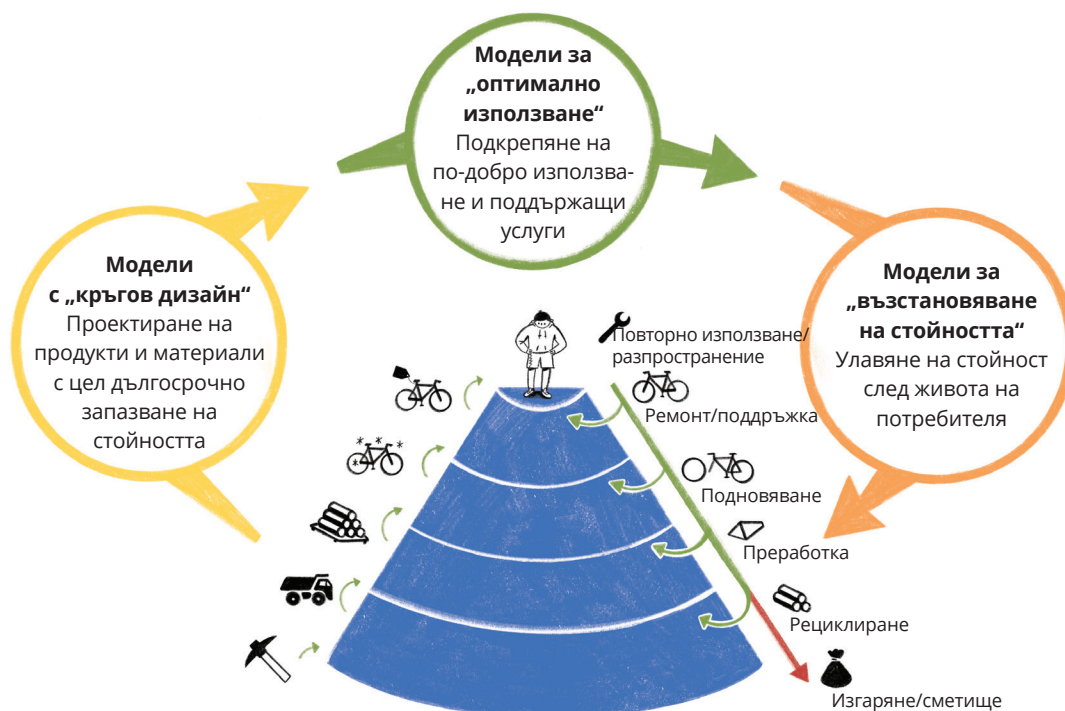 Модели за
„оптимално
използване“
Подкрепяне на
по-добро използва-
не и поддържащи
услуги
Модели
с „кръгов дизайн“
Проектиране на
продукти и материали
с цел дългосрочно
запазване на
стойността
Модели за
„възстановяване
на стойността“
Улавяне на стойност
след живота на
потребителя
Повторно използване/
разпространение
Ремонт/поддръжка
Подновяване
Преработка
Рециклиране
Изгаряне/сметище